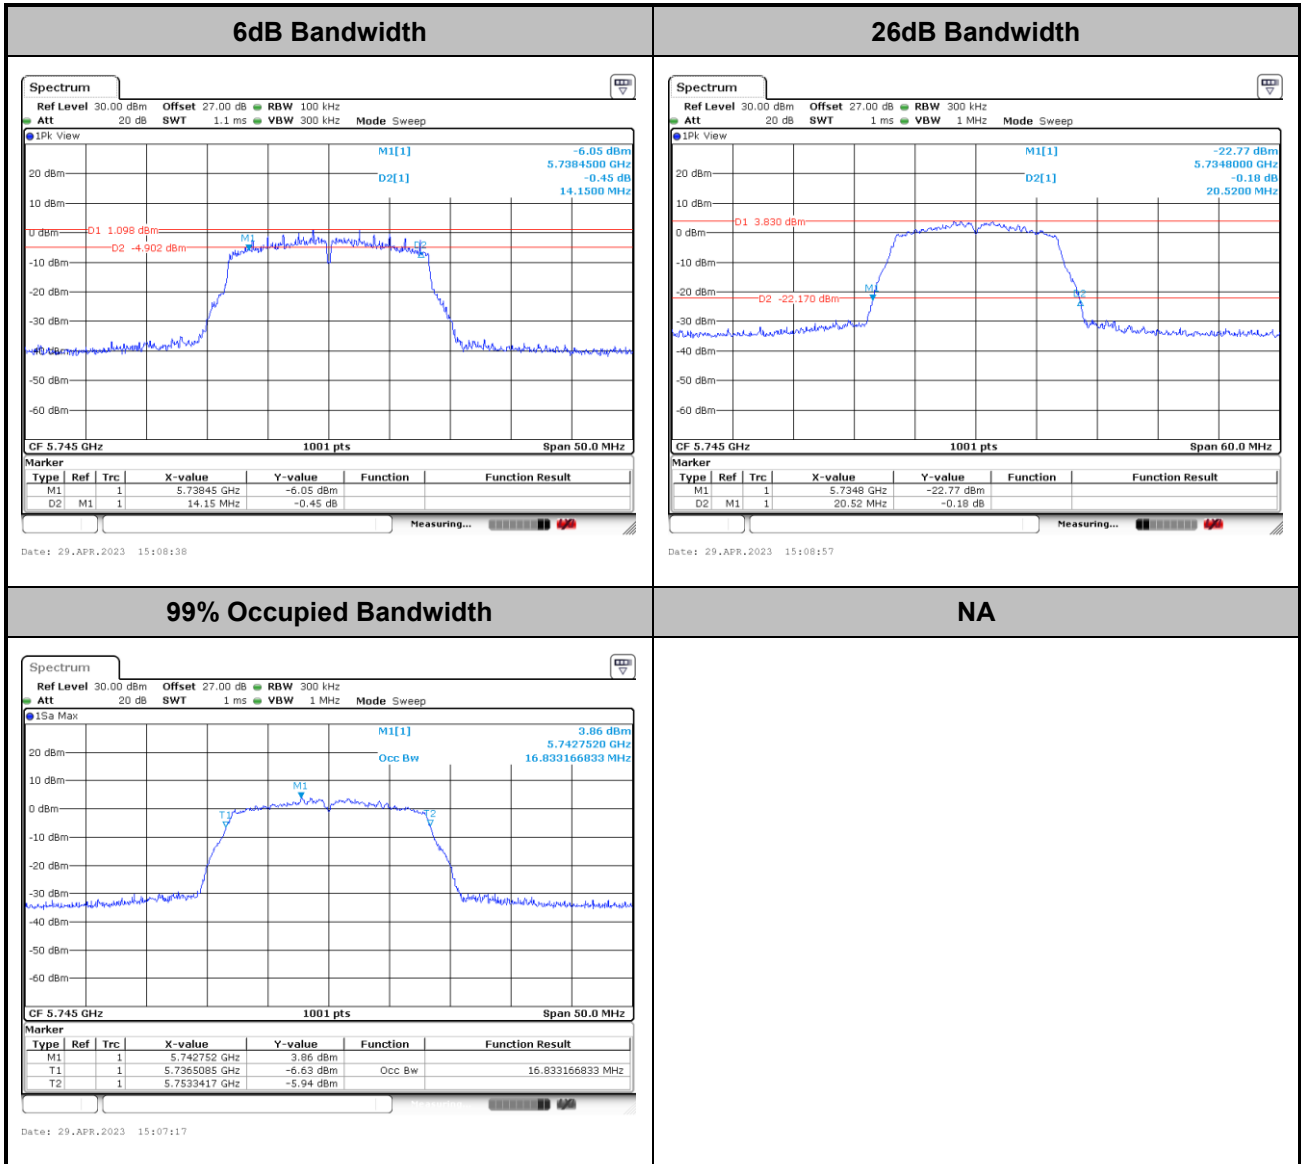 6dB Bandwidth
26dB Bandwidth
Spectrum
Ref Level 30.00 dBm Offset 27.00 dB RBW 100 kHz
Att 20 dB SWT 1.1 ms VBW 300 kHz Mode Sweep
1Pk View
M1[1] -6.05 dBm
5.7384500 GHz
D2[1] -0.45 dB
14.1500 MHz
20 dBm
10 dBm
0 dBm
D1 1.098 dBm
M1
D2
D2 -4.902 dBm
-10 dBm
-20 dBm
-30 dBm
-40 dBm
-50 dBm
-60 dBm
CF 5.745 GHz 1001 pts Span 50.0 MHz
Marker
Type Ref Trc X-value Y-value Function Function Result
M1 1 5.73845 GHz -6.05 dBm
D2 M1 1 14.15 MHz -0.45 dB
Measuring...
Date: 29.APR.2023 15:08:38
Spectrum
Ref Level 30.00 dBm Offset 27.00 dB RBW 300 kHz
Att 20 dB SWT 1 ms VBW 1 MHz Mode Sweep
1Pk View
M1[1] -22.77 dBm
5.7348000 GHz
D2[1] -0.18 dB
20.5200 MHz
20 dBm
10 dBm
D1 3.830 dBm
0 dBm
-10 dBm
-20 dBm
M1
D2
D2 -22.170 dBm
-30 dBm
-40 dBm
-50 dBm
-60 dBm
CF 5.745 GHz 1001 pts Span 60.0 MHz
Marker
Type Ref Trc X-value Y-value Function Function Result
M1 1 5.7348 GHz -22.77 dBm
D2 M1 1 20.52 MHz -0.18 dB
Measuring...
Date: 29.APR.2023 15:08:57
99% Occupied Bandwidth
NA
Spectrum
Ref Level 30.00 dBm Offset 27.00 dB RBW 300 kHz
Att 20 dB SWT 1 ms VBW 1 MHz Mode Sweep
1Sa Max
M1[1] 3.86 dBm
5.7427520 GHz
Occ Bw 16.833166833 MHz
20 dBm
10 dBm
M1
0 dBm
T1
T2
-10 dBm
-20 dBm
-30 dBm
-40 dBm
-50 dBm
-60 dBm
CF 5.745 GHz 1001 pts Span 50.0 MHz
Marker
Type Ref Trc X-value Y-value Function Function Result
M1 1 5.742752 GHz 3.86 dBm
T1 1 5.7365085 GHz -6.63 dBm Occ Bw 16.833166833 MHz
T2 1 5.7533417 GHz -5.94 dBm
Measuring...
Date: 29.APR.2023 15:07:17